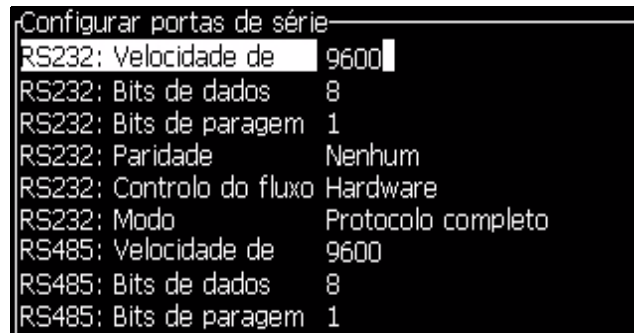 Configurar portas de série
RS232: Velocidade de 9600
RS232: Bits de dados 8
RS232: Bits de paragem 1
RS232: Paridade Nenhum
RS232: Controlo do fluxo Hardware
RS232: Modo Protocolo completo
RS485: Velocidade de 9600
RS485: Bits de dados 8
RS485: Bits de paragem 1